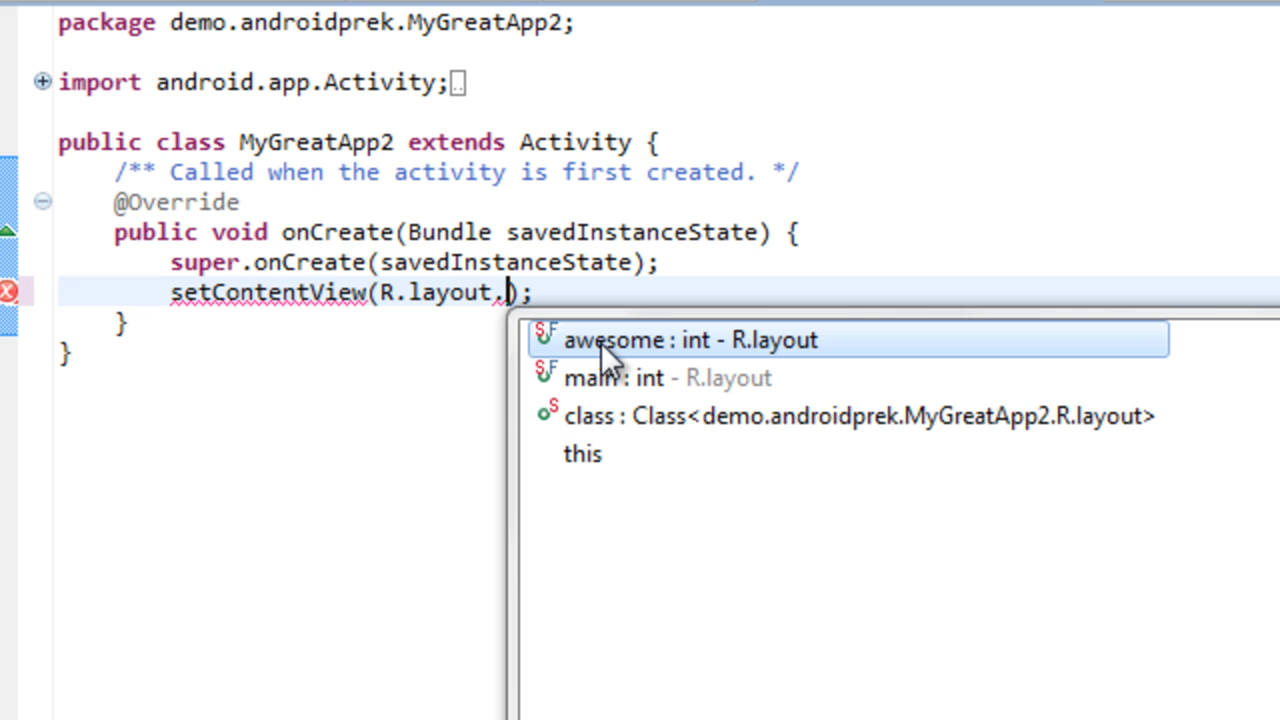 package demo.androidprek.MyGreatApp2;
import android.app.Activity;
public class MyGreatApp2 extends Activity {
/** Called when the activity is first created. */
@Override
public void onCreate(Bundle savedInstanceState) {
super.onCreate(savedInstanceState);
setContentView(R.layout.);
}
}
awesome : int - R.layout
main : int - R.layout
class : Class<demo.androidprek.MyGreatApp2.R.layout>
this